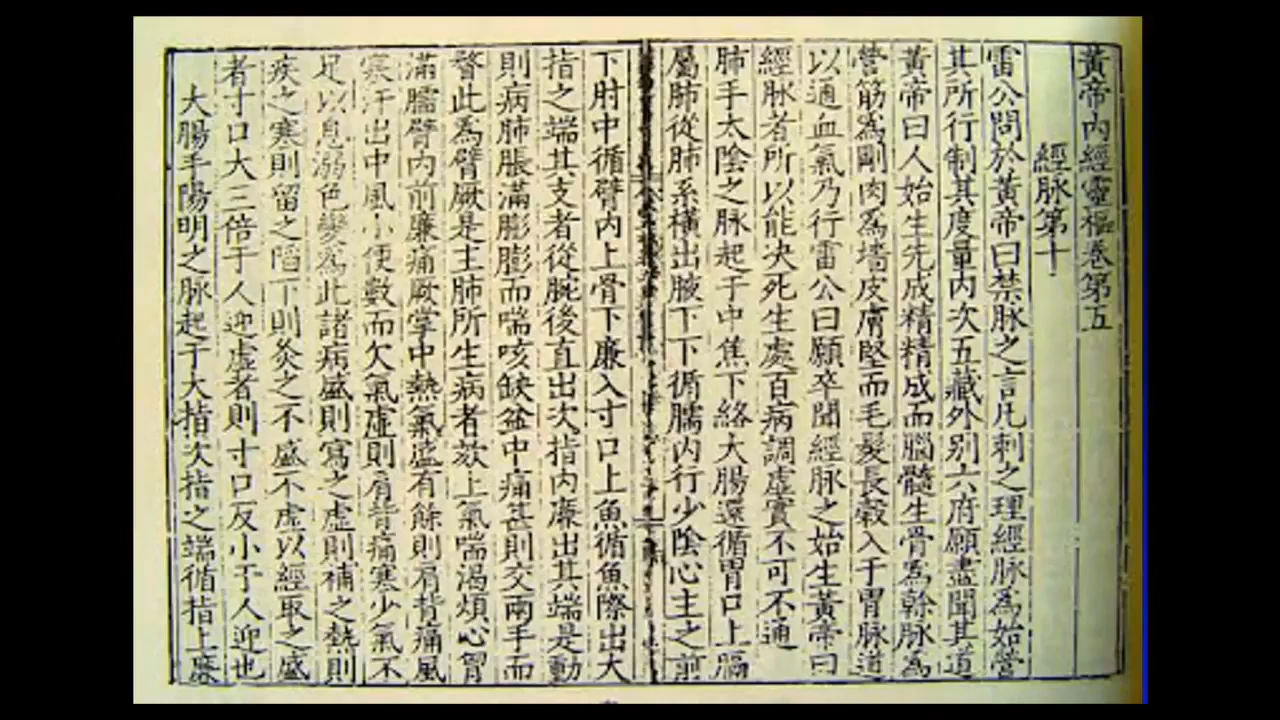 黃帝內經靈樞卷第五
經脉第十
雷公問於黃帝曰禁脉之言凡刺之理經脉為始營
其所行制其度量內次五藏外別六府願盡聞其道
黃帝曰人始生先成精精成而腦髓生骨為幹脉為
營筋為剛肉為墻皮膚堅而毛髮長穀入于胃脉道
以通血氣乃行雷公曰願卒聞經脉之始生黃帝曰
經脉者所以能决死生處百病調虛實不可不通
肺手太陰之脉起于中焦下絡大腸還循胃口上膈
屬肺從肺系橫出腋下下循臑內行少陰心主之前
下肘中循臂內上骨下廉入寸口上魚循魚際出大
指之端其支者從腕後直出次指內廉出其端是動
則病肺脹滿膨膨而喘咳缺盆中痛甚則交兩手而
瞀此為臂厥是主肺所生病者欬上氣喘渴煩心胷
滿臑臂內前廉痛厥掌中熱氣盛有餘則肩背痛風
寒汗出中風小便數而欠氣虛則肩背痛寒少氣不
足以息溺色變為此諸病盛則寫之虛則補之熱則
疾之寒則留之陷下則灸之不盛不虛以經取之盛
者寸口大三倍于人迎虛者則寸口反小于人迎也
大腸手陽明之脉起于大指次指之端循指上廉